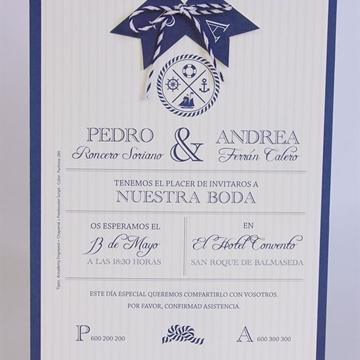 A
PEDRO & ANDREA
Roncero Soriano Ferrán Calero
TENEMOS EL PLACER DE INVITAROS A
NUESTRA BODA
OS ESPERAMOS EL
13 de Mayo
A LAS 18:30 HORAS
EN
El Hotel Convento
SAN ROQUE DE BALMASEDA
ESTE DÍA ESPECIAL QUEREMOS COMPARTIRLO CON VOSOTROS.
POR FAVOR, CONFIRMAD ASISTENCIA.
P 600 200 200
A 600 300 300